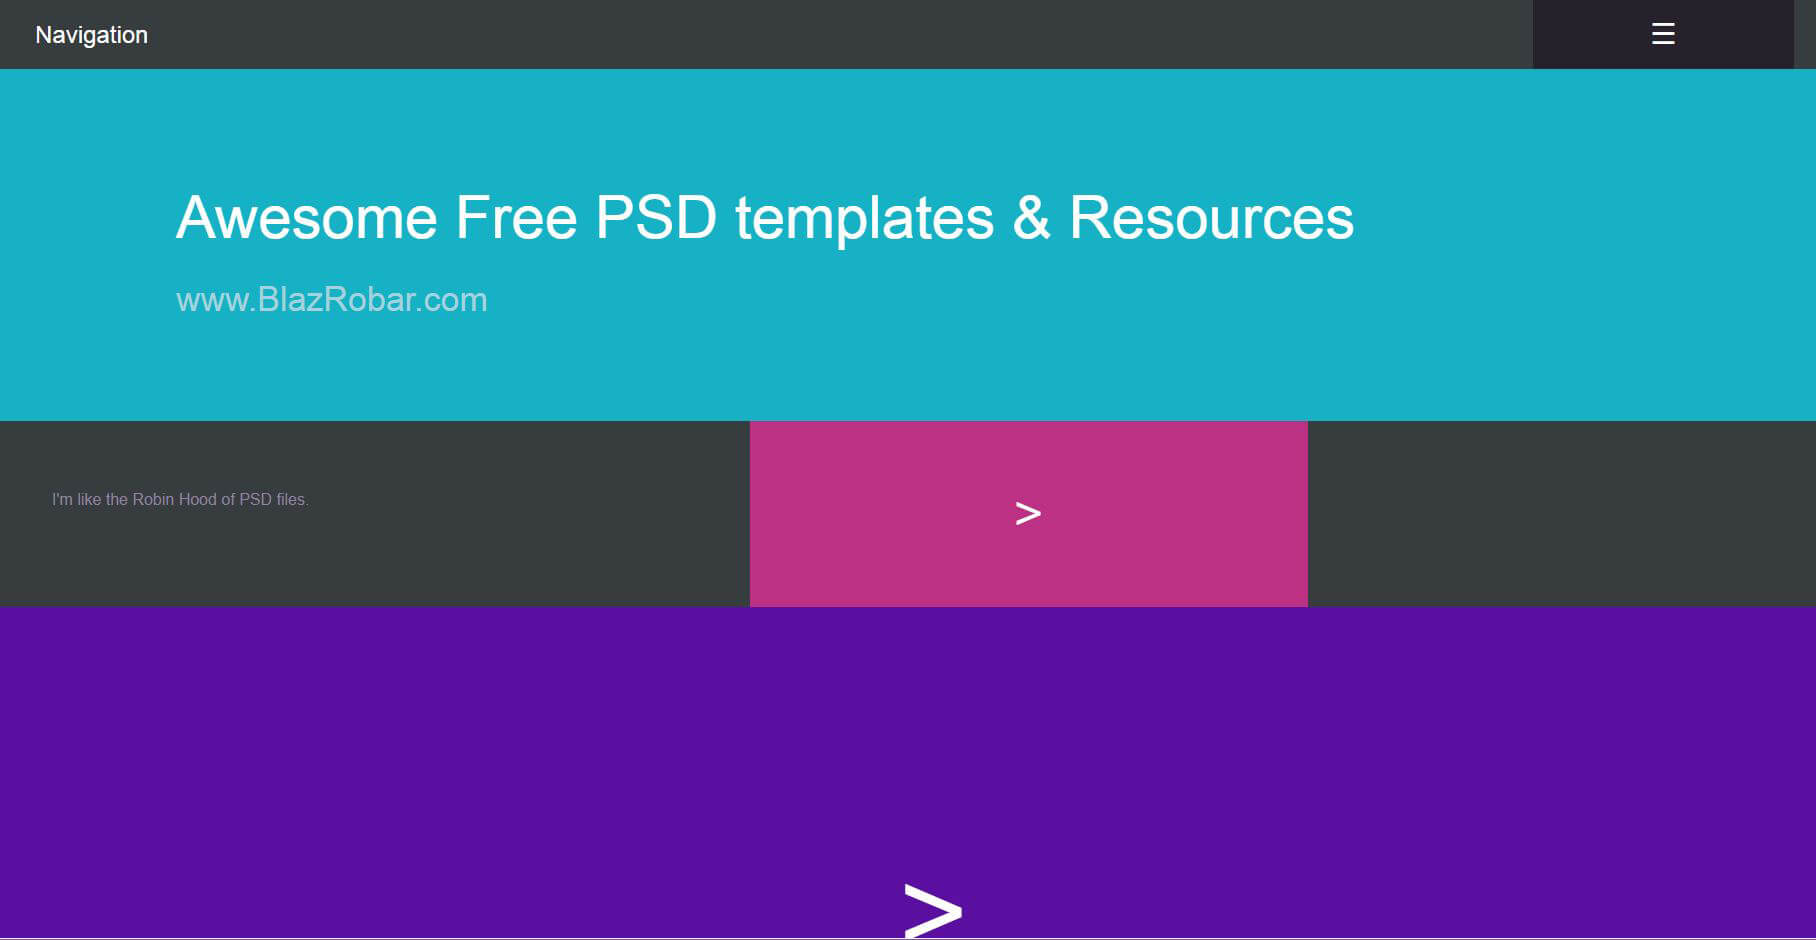 Navigation
☰
Awesome Free PSD templates & Resources
www.BlazRobar.com
I'm like the Robin Hood of PSD files.
>
>